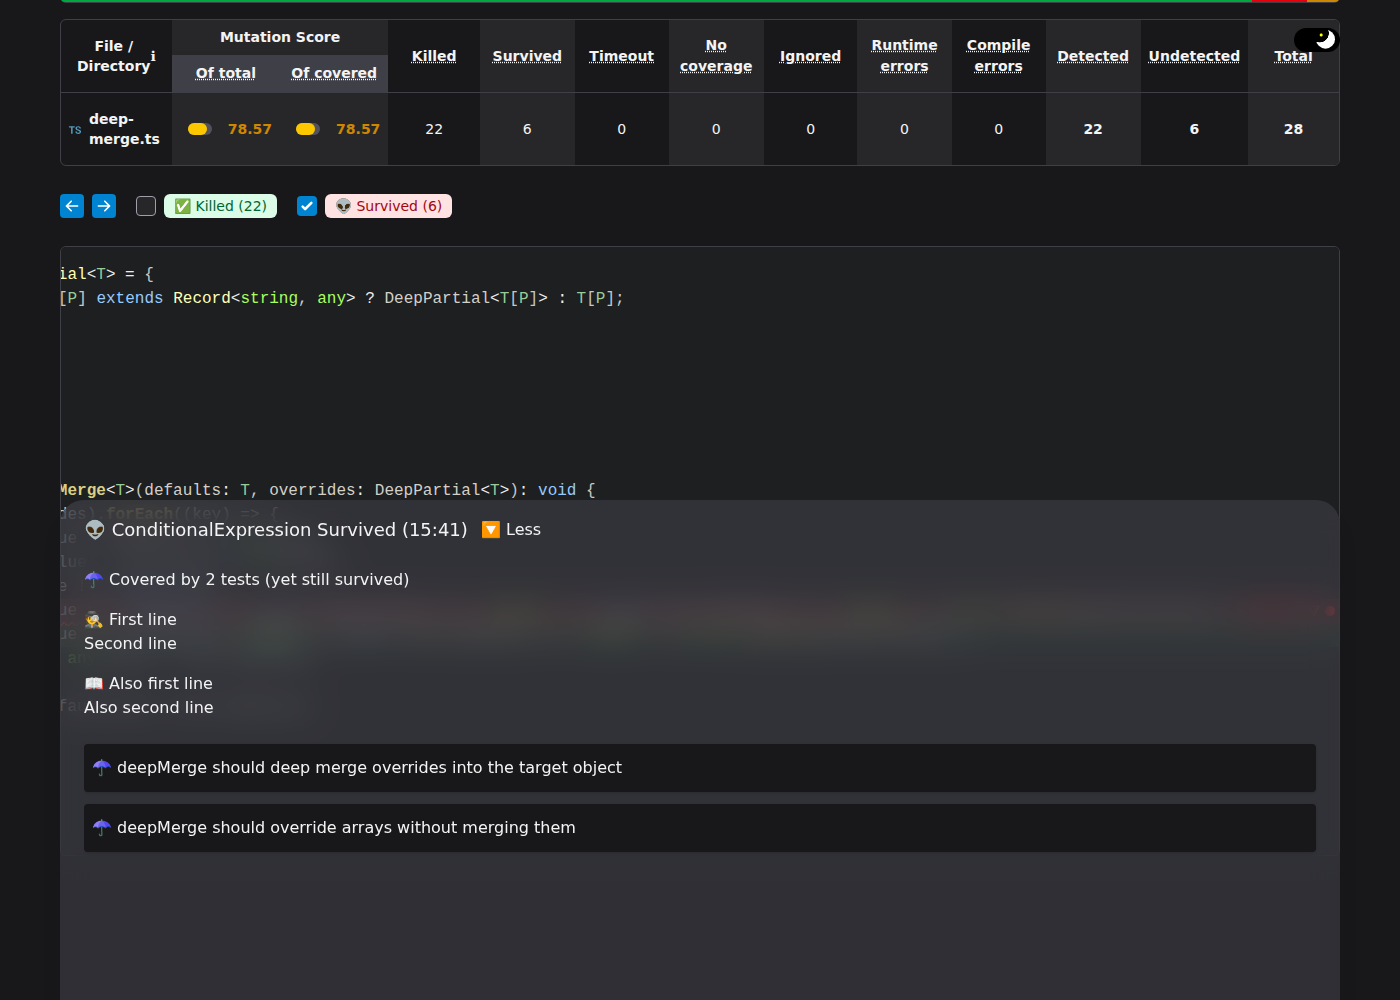 File / Directory
Mutation Score
Of total
Of covered
Killed
Survived
Timeout
No coverage
Ignored
Runtime errors
Compile errors
Detected
Undetected
Total
TS deep-merge.ts 78.57 78.57 22 6 0 0 0 0 0 22 6 28
✅ Killed (22) 👽 Survived (6)
ial<T> = {
[P] extends Record<string, any> ? DeepPartial<T[P]> : T[P];
Merge<T>(defaults: T, overrides: DeepPartial<T>): void {
des).forEach((key) => {
👽 ConditionalExpression Survived (15:41) 🔽 Less
☂️ Covered by 2 tests (yet still survived)
🕵️ First line
Second line
📖 Also first line
Also second line
☂️ deepMerge should deep merge overrides into the target object
☂️ deepMerge should override arrays without merging them